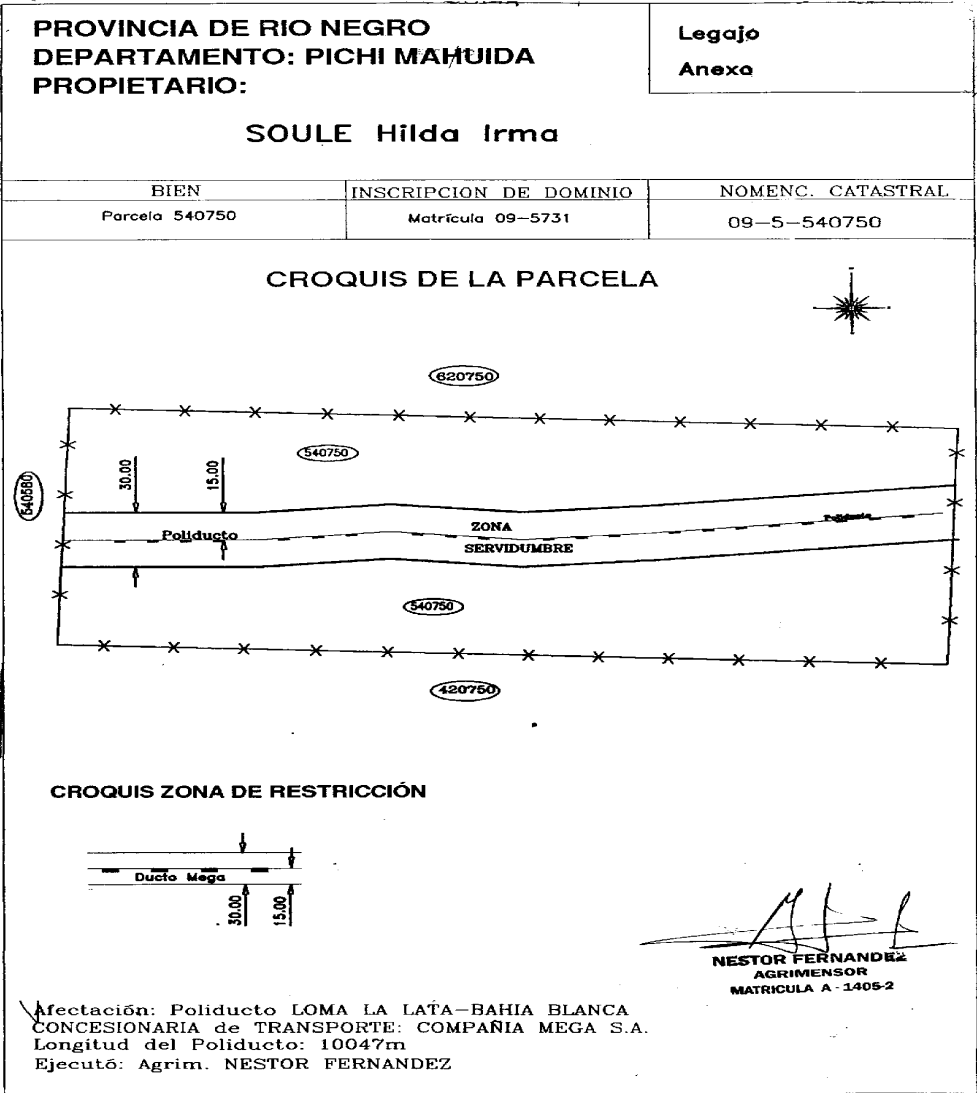 PROVINCIA DE RIO NEGRO
DEPARTAMENTO: PICHI MAHUIDA
PROPIETARIO:
Legajo
Anexo
SOULE Hilda Irma
BIEN
INSCRIPCION DE DOMINIO
NOMENC. CATASTRAL
Parcela 540750
Matrícula 09-5731
09-5-540750
CROQUIS DE LA PARCELA
620750
540750
540580
30.00
15.00
Poliducto
ZONA
SERVIDUMBRE
Poliducto
540750
420750
CROQUIS ZONA DE RESTRICCIÓN
Ducto Mega
30.00
15.00
NESTOR FERNANDEZ
AGRIMENSOR
MATRICULA A - 1405-2
Afectación: Poliducto LOMA LA LATA-BAHIA BLANCA
CONCESIONARIA de TRANSPORTE: COMPAÑIA MEGA S.A.
Longitud del Poliducto: 10047m
Ejecutó: Agrim. NESTOR FERNANDEZ